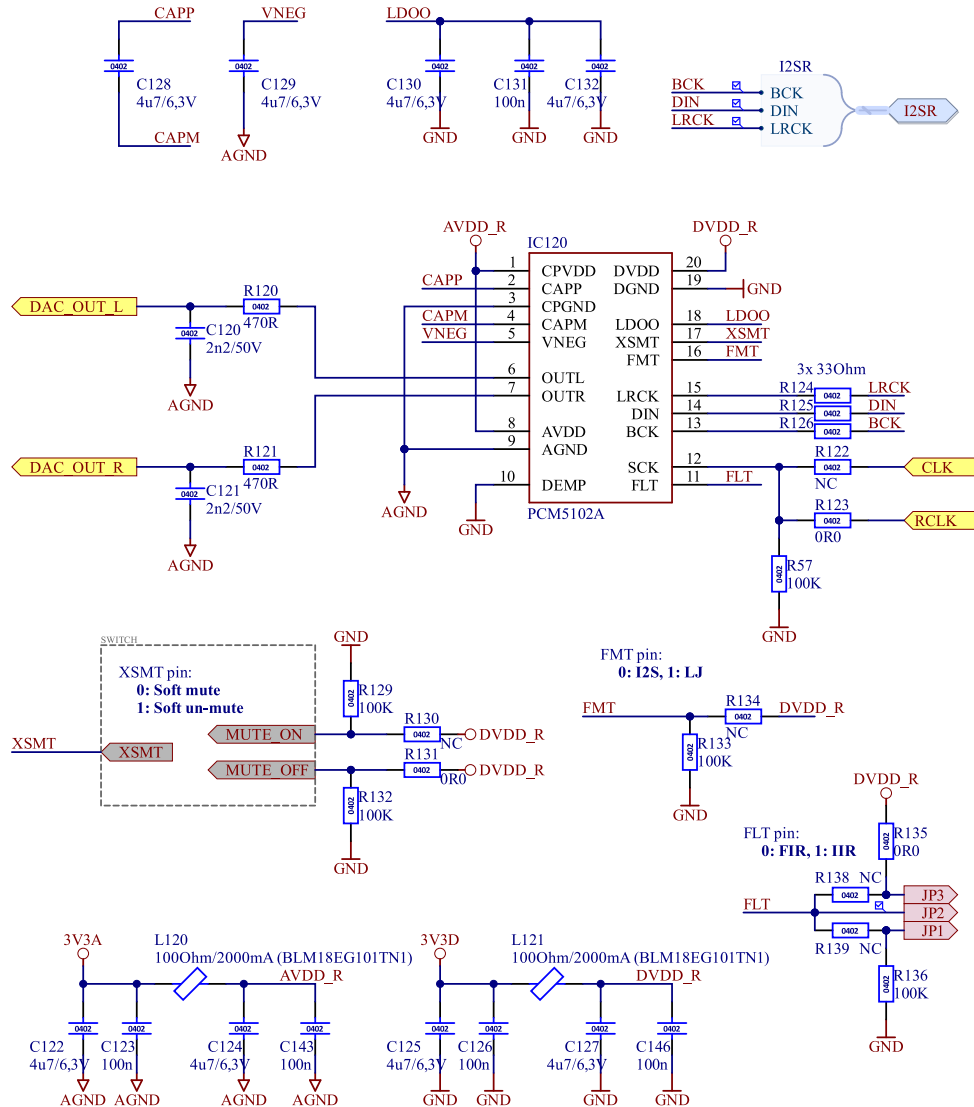 CAPP
VNEG
LDOO
0402
C128
4u7/6,3V
CAPM
0402
C129
4u7/6,3V
AGND
0402
C130
4u7/6,3V
GND
0402
C131
100n
GND
0402
C132
4u7/6,3V
GND
I2SR
BCK
DIN
LRCK
BCK
DIN
LRCK
I2SR
AVDD_R
DVDD_R
IC120
1 CPVDD DVDD 20
CAPP 2 CAPP DGND 19 GND
3 CPGND
CAPM 4 CAPM LDOO 18 LDOO
VNEG 5 VNEG XSMT 17 XSMT
FMT 16 FMT
6 OUTL
7 OUTR LRCK 15
DIN 14
8 AVDD BCK 13
9 AGND
SCK 12
10 DEMP FLT 11 FLT
PCM5102A
AGND
GND
DAC_OUT_L
R120
0402
470R
0402
C120
2n2/50V
AGND
DAC_OUT_R
R121
0402
470R
0402
C121
2n2/50V
AGND
3x 33Ohm
R124 0402 LRCK
R125 0402 DIN
R126 0402 BCK
R122
0402
NC
CLK
R123
0402
0R0
RCLK
0402
R57
100K
GND
SWITCH
XSMT pin:
0: Soft mute
1: Soft un-mute
XSMT
XSMT
MUTE_ON
MUTE_OFF
GND
0402
R129
100K
R130
0402
NC
DVDD_R
R131
0402
0R0
DVDD_R
0402
R132
100K
GND
FMT pin:
0: I2S, 1: LJ
FMT
R134
0402
NC
DVDD_R
0402
R133
100K
GND
DVDD_R
FLT pin:
0: FIR, 1: IIR
0402
R135
0R0
R138 NC
0402
FLT
JP3
JP2
JP1
0402
R139 NC
0402
R136
100K
GND
3V3A
L120
100Ohm/2000mA (BLM18EG101TN1)
AVDD_R
0402
C122
4u7/6,3V
AGND
0402
C123
100n
AGND
0402
C124
4u7/6,3V
AGND
0402
C143
100n
AGND
3V3D
L121
100Ohm/2000mA (BLM18EG101TN1)
DVDD_R
0402
C125
4u7/6,3V
GND
0402
C126
100n
GND
0402
C127
4u7/6,3V
GND
0402
C146
100n
GND